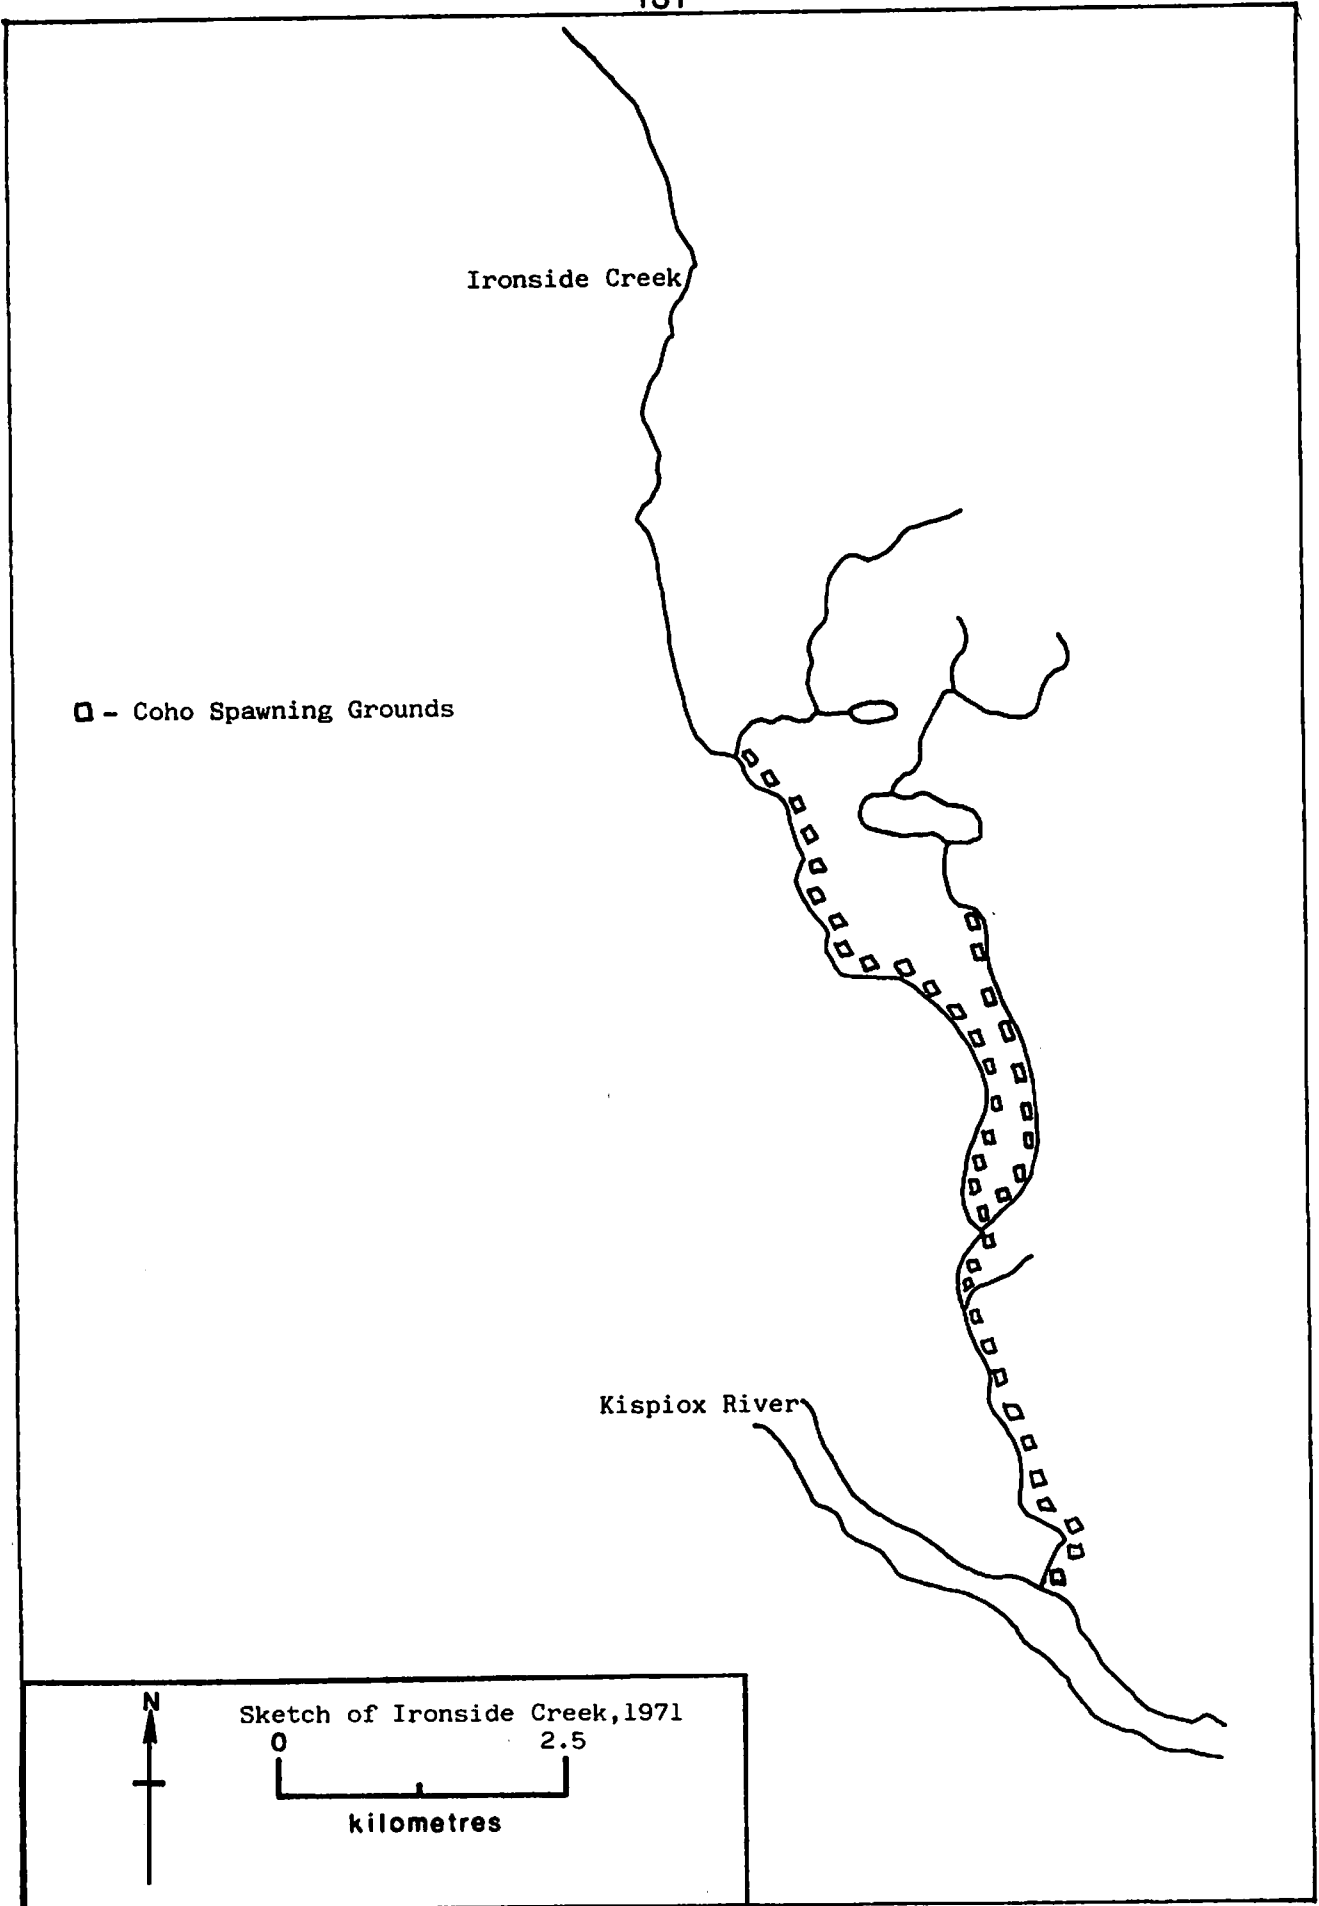 Ironside Creek
- Coho Spawning Grounds
Kispiox River
N
Sketch of Ironside Creek,1971
0 2.5
kilometres